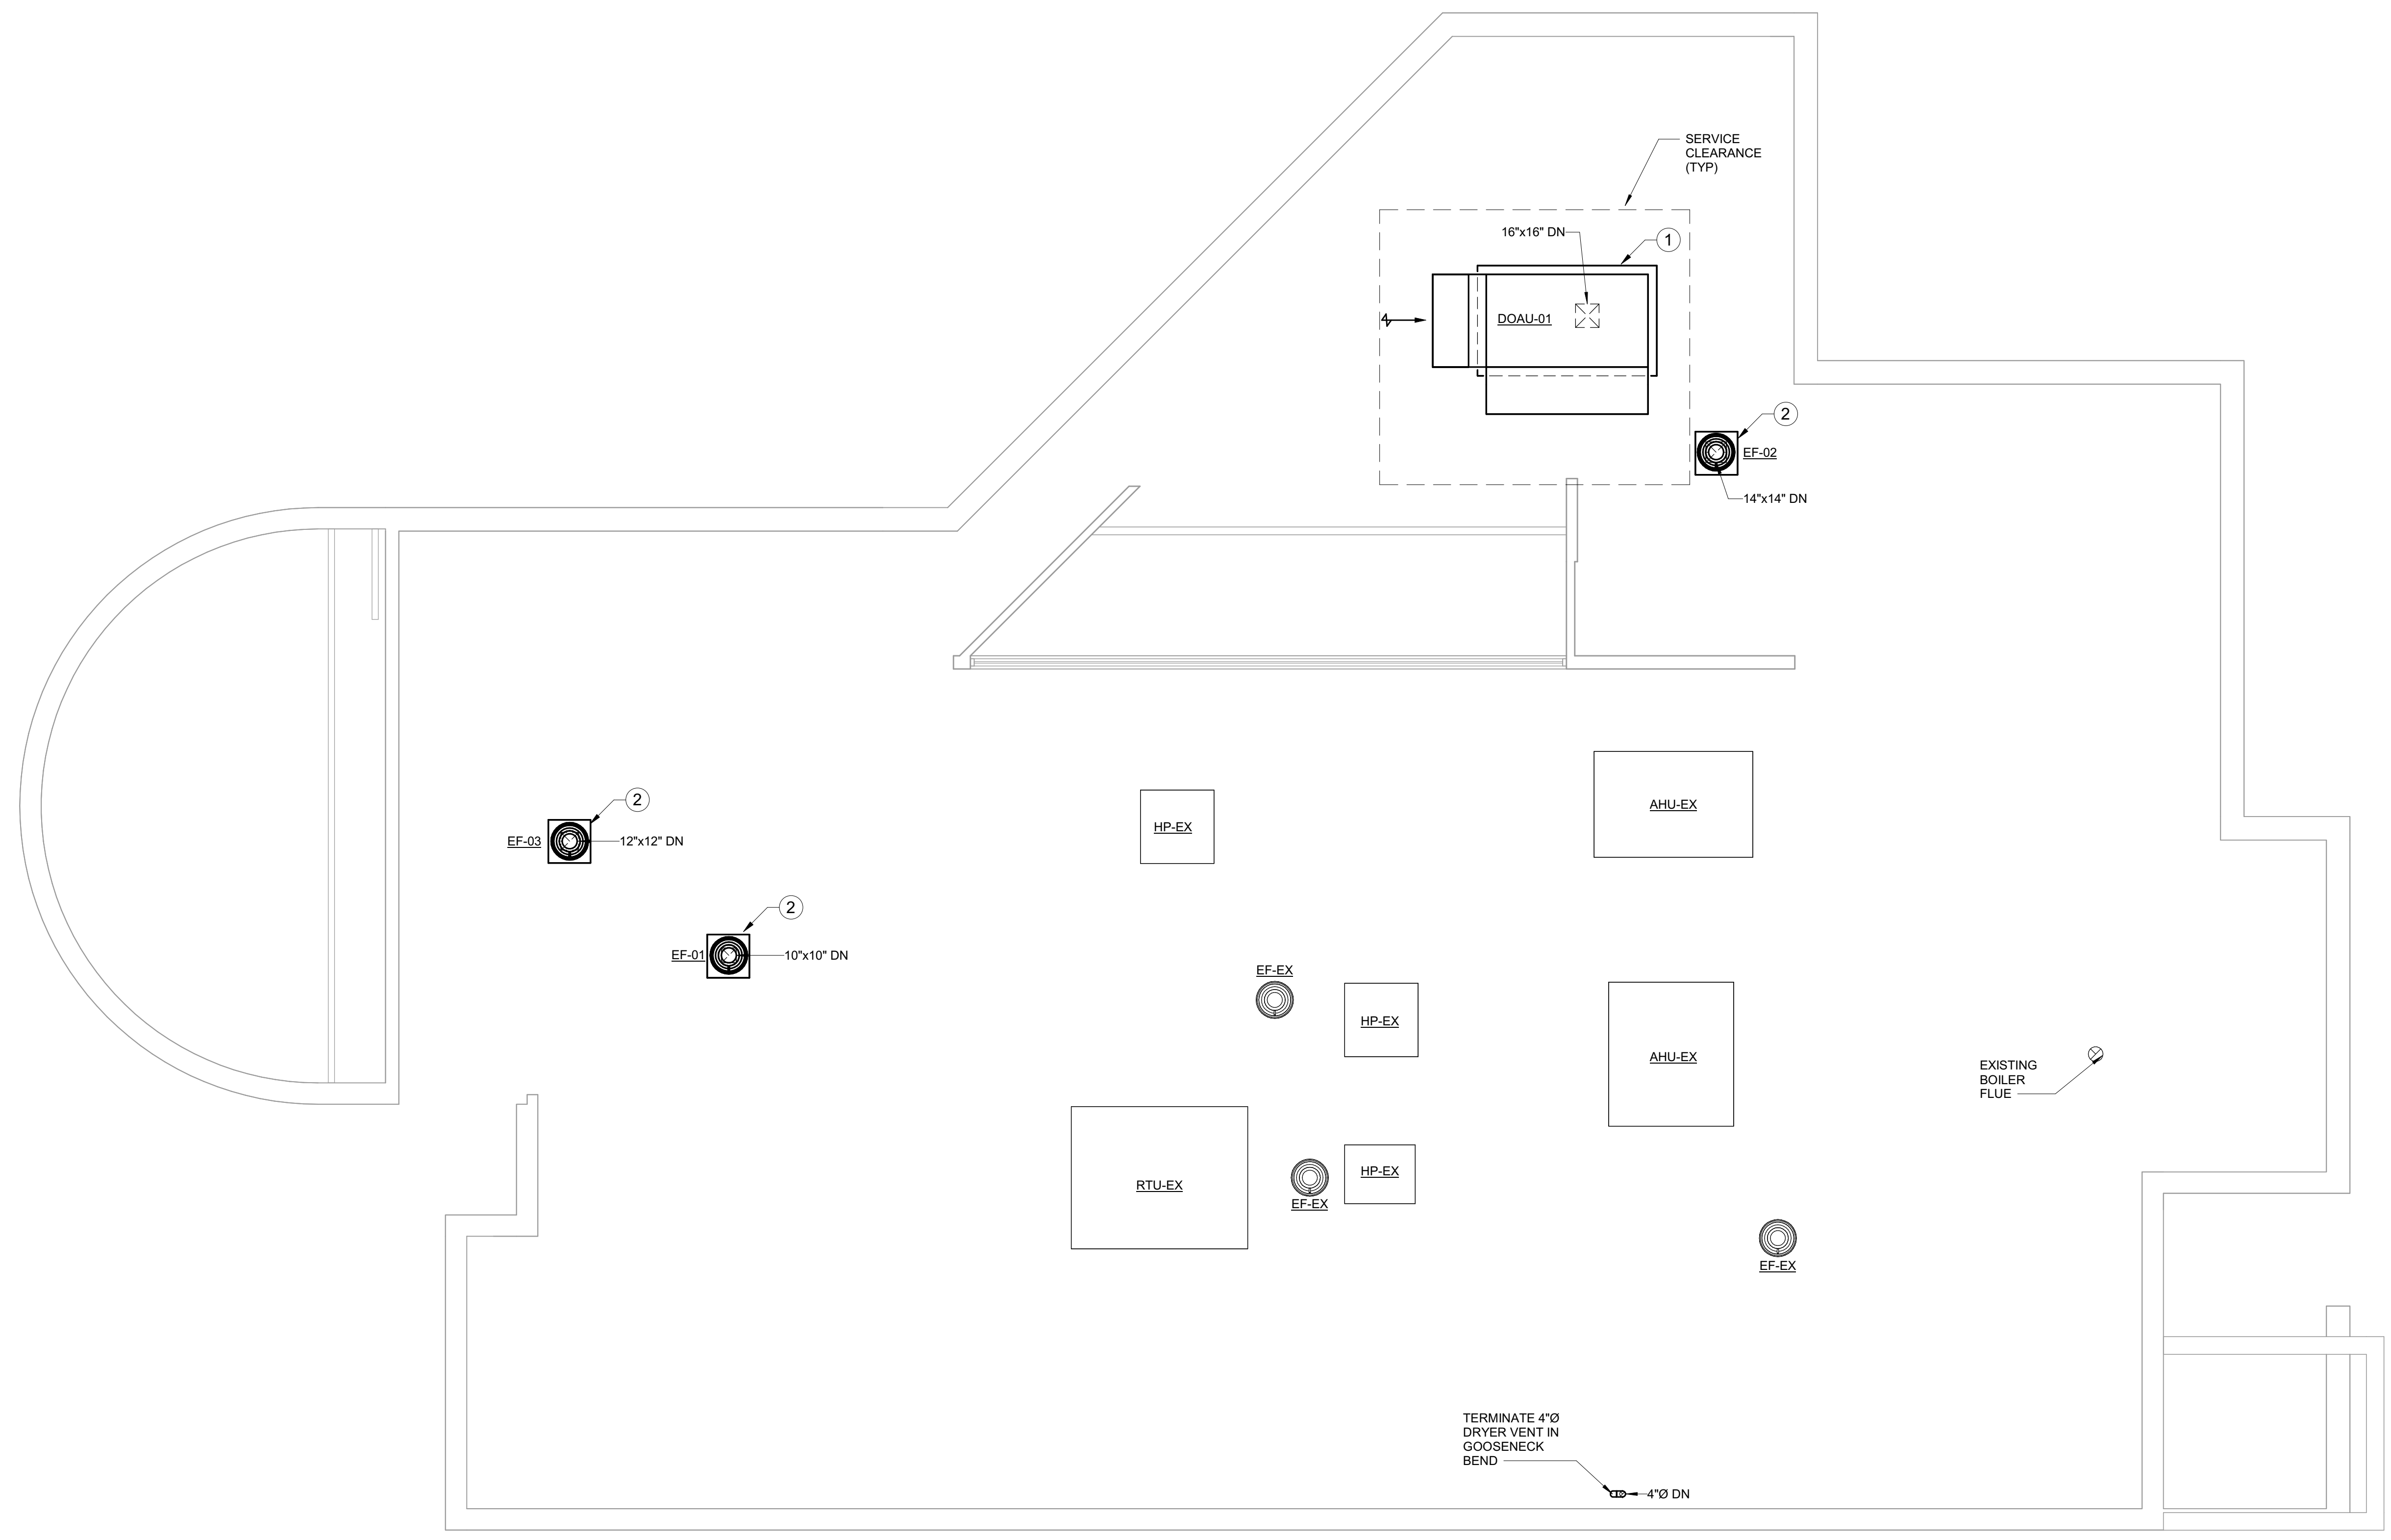 SERVICE
CLEARANCE
(TYP)
16"x16" DN
1
DOAU-01
2
EF-02
14"x14" DN
2
EF-03
12"x12" DN
HP-EX
AHU-EX
2
EF-01
10"x10" DN
EF-EX
HP-EX
AHU-EX
EXISTING
BOILER
FLUE
RTU-EX
HP-EX
EF-EX
EF-EX
TERMINATE 4"Ø
DRYER VENT IN
GOOSENECK
BEND
4"Ø DN